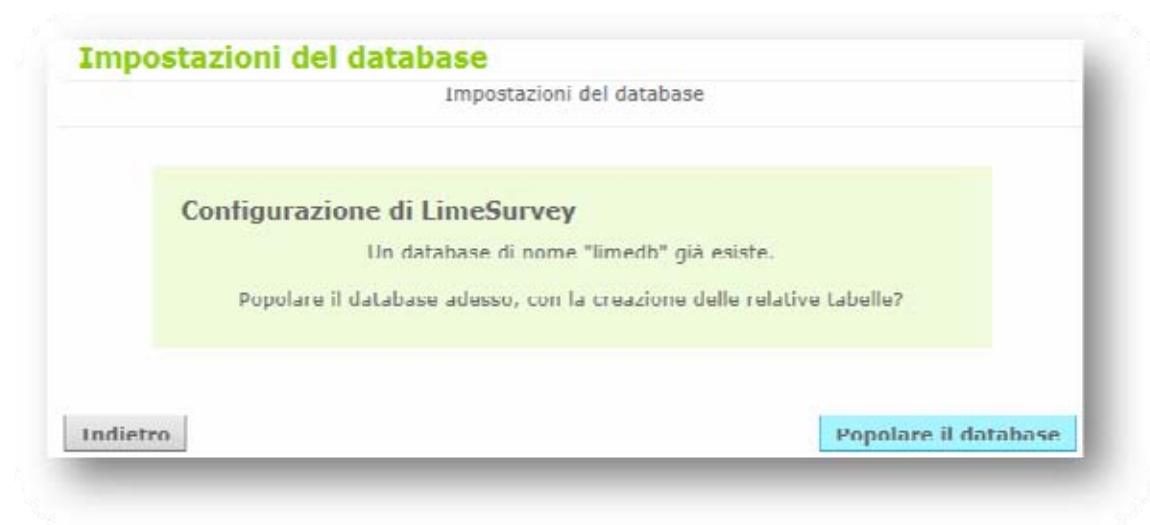 Impostazioni del database
Impostazioni del database
Configurazione di LimeSurvey
Un database di nome "limedb" già esiste.
Popolare il database adesso, con la creazione delle relative tabelle?
Indietro
Popolare il database